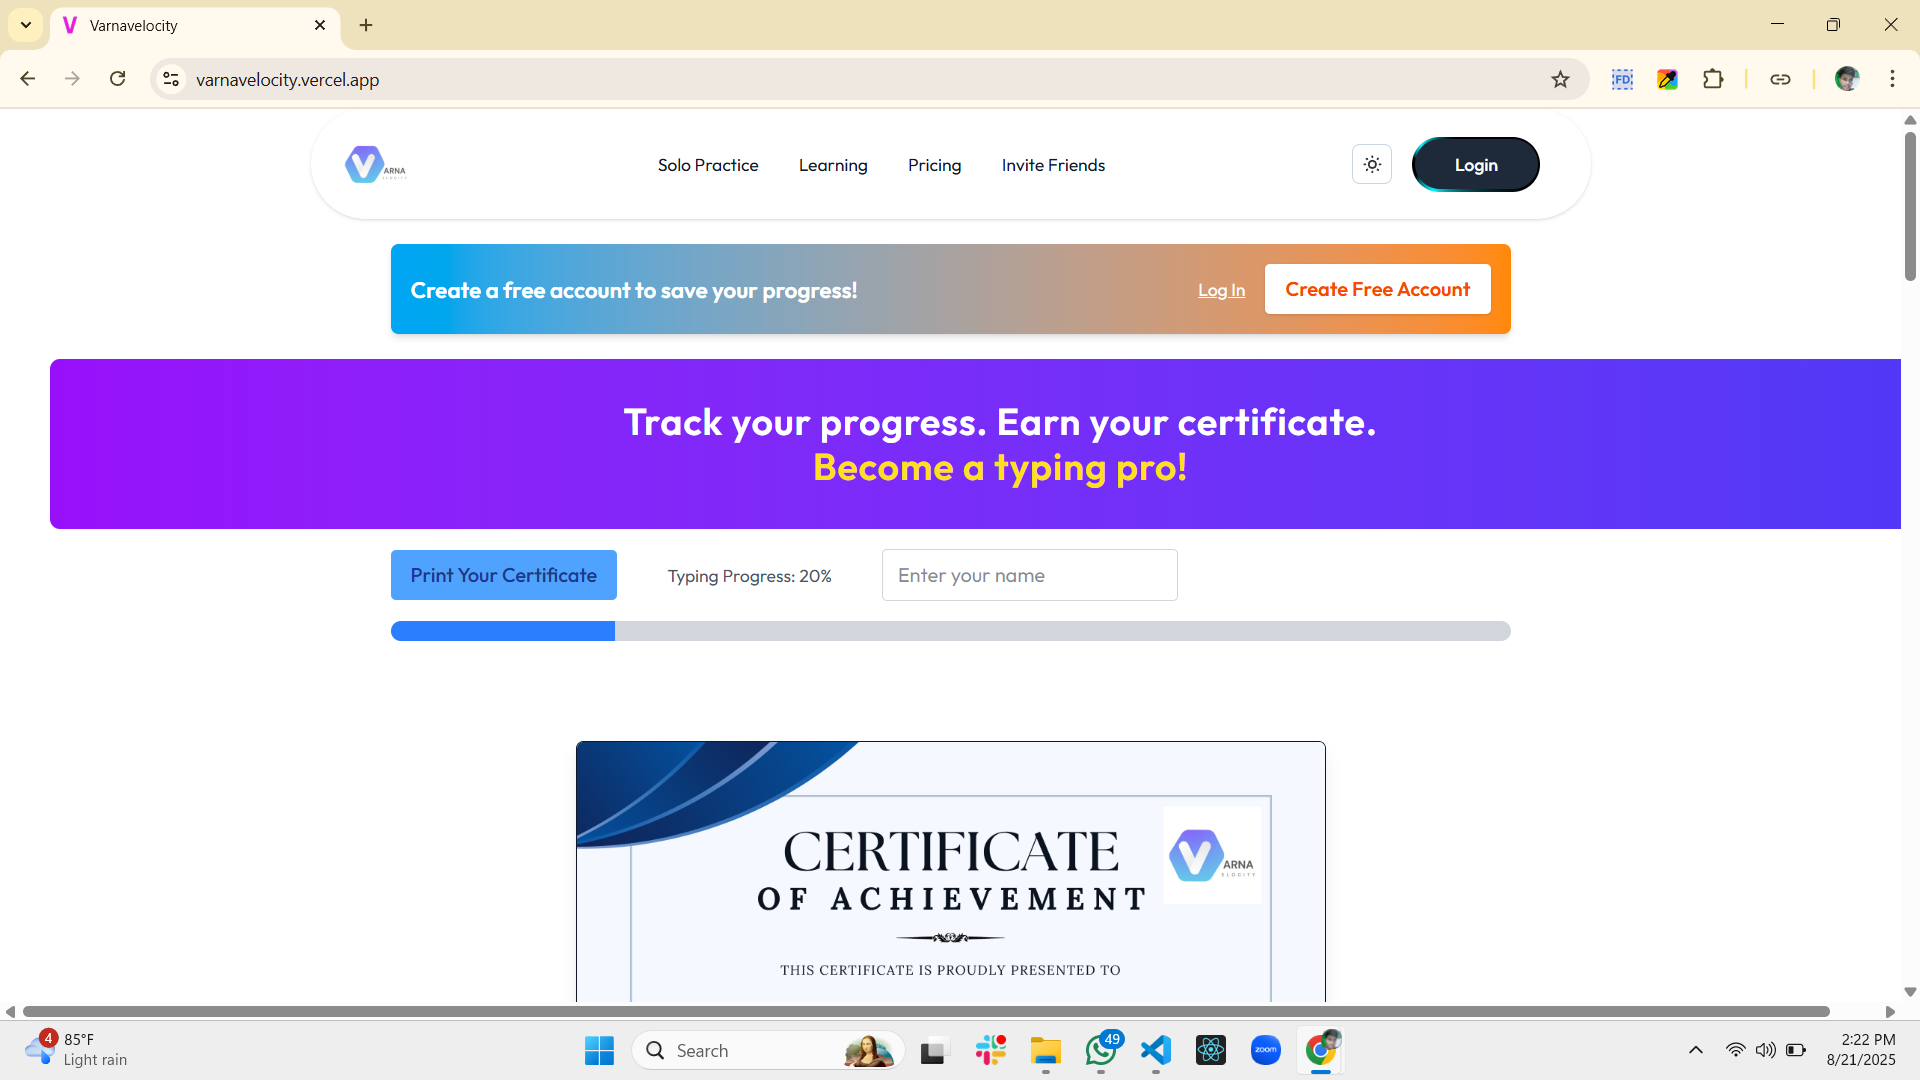 Varnavelocity
varnavelocity.vercel.app
FD
V ARNA
Solo Practice
Learning
Pricing
Invite Friends
Login
Create a free account to save your progress!
Log In
Create Free Account
Track your progress. Earn your certificate.
Become a typing pro!
Print Your Certificate
Typing Progress: 20%
Enter your name
CERTIFICATE
OF ACHIEVEMENT
V ARNA
ELOCITY
THIS CERTIFICATE IS PROUDLY PRESENTED TO
4
85°F
Light rain
Search
49
zoom
2:22 PM
8/21/2025